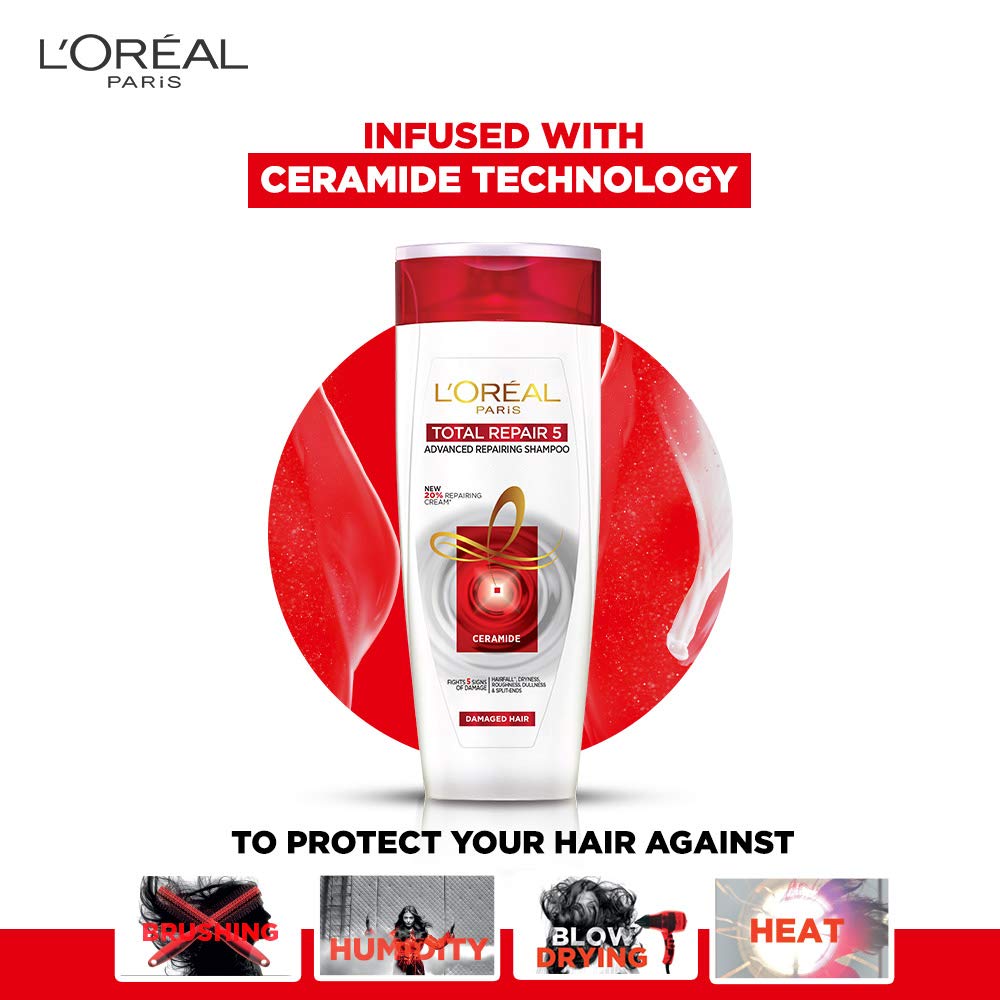 L'ORÉAL
PARiS
INFUSED WITH
CERAMIDE TECHNOLOGY
L'ORÉAL
PARiS
TOTAL REPAIR 5
ADVANCED REPAIRING SHAMPOO
NEW
20% REPAIRING
CREAM*
CERAMIDE
FIGHTS 5 SIGNS
OF DAMAGE
HAIRFALL*, DRYNESS,
ROUGHNESS, DULLNESS
& SPLIT-ENDS
DAMAGED HAIR
TO PROTECT YOUR HAIR AGAINST
BRUSHING
HUMIDITY
BLOW
DRYING
HEAT